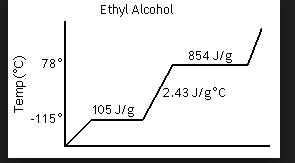 Ethyl Alcohol
854 J/g
78°
2.43 J/g°C
Temp (°C)
105 J/g
-115°